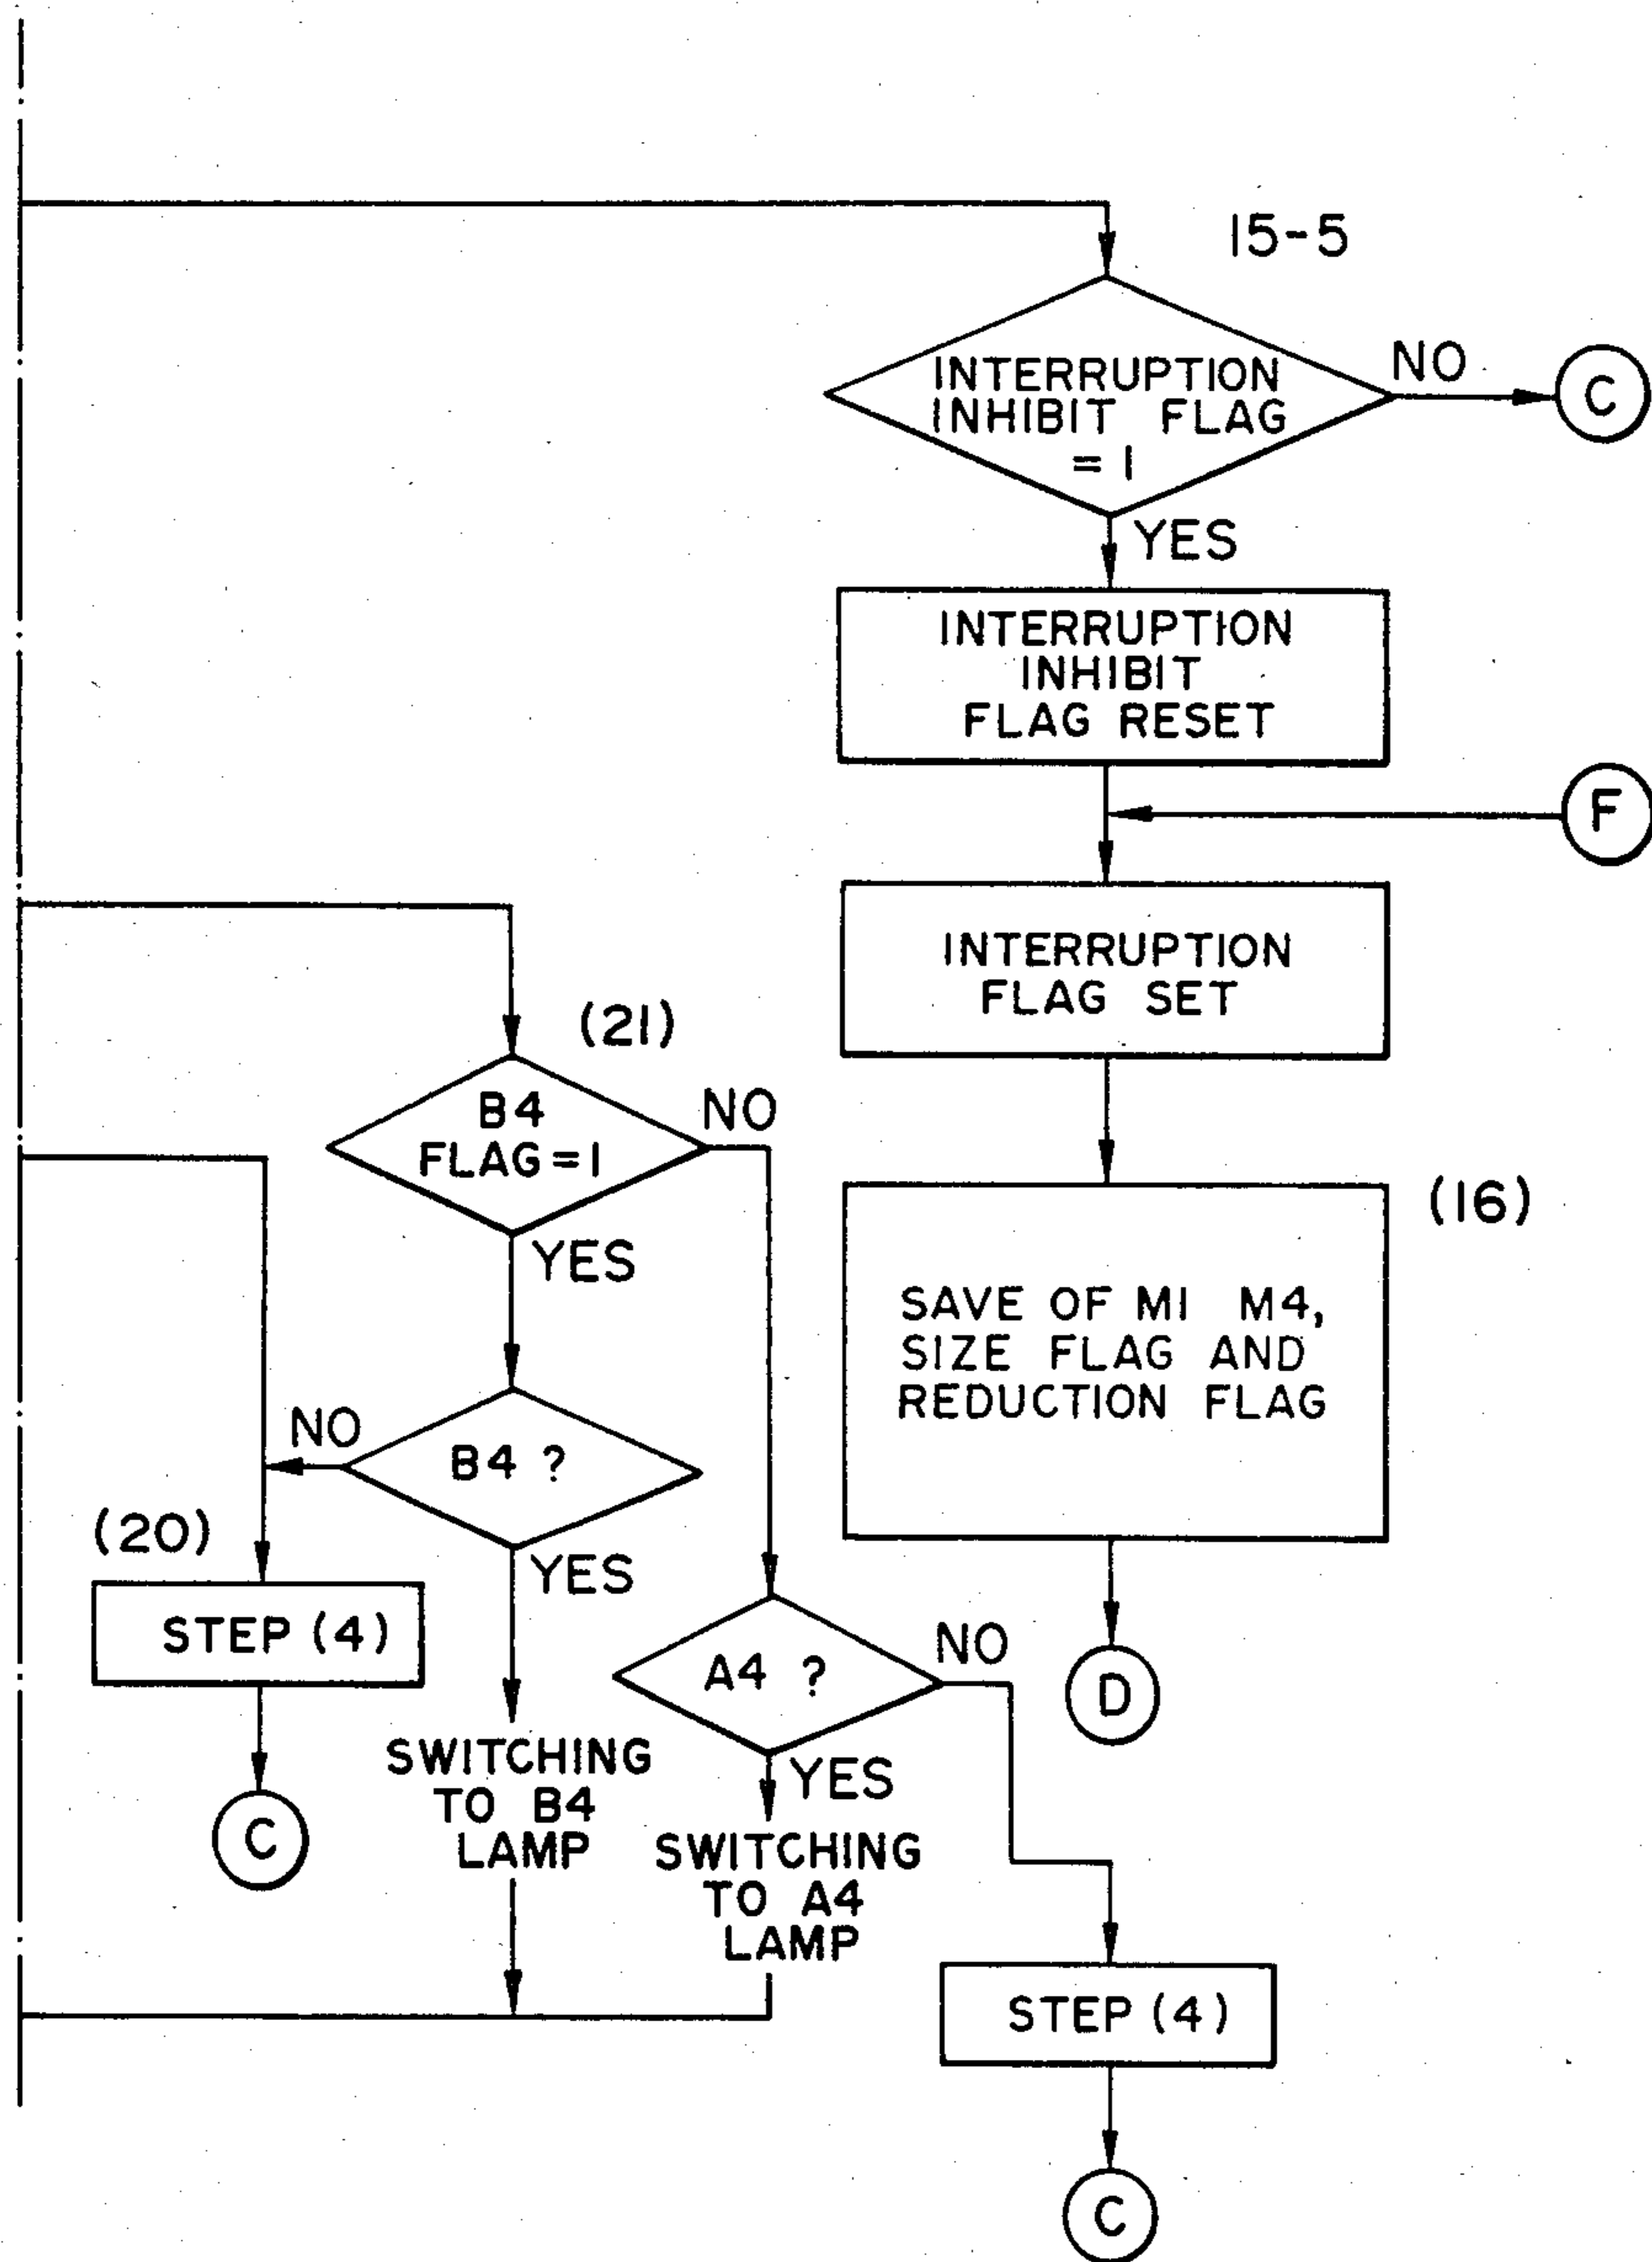 15-5
INTERRUPTION
INHIBIT FLAG
= 1
NO
C
YES
INTERRUPTION
INHIBIT
FLAG RESET
F
INTERRUPTION
FLAG SET
(21)
B4
FLAG = 1
NO
YES
(16)
SAVE OF M1 M4,
SIZE FLAG AND
REDUCTION FLAG
D
B4 ?
NO
YES
(20)
STEP (4)
C
SWITCHING
TO B4
LAMP
A4 ?
NO
YES
SWITCHING
TO A4
LAMP
STEP (4)
C